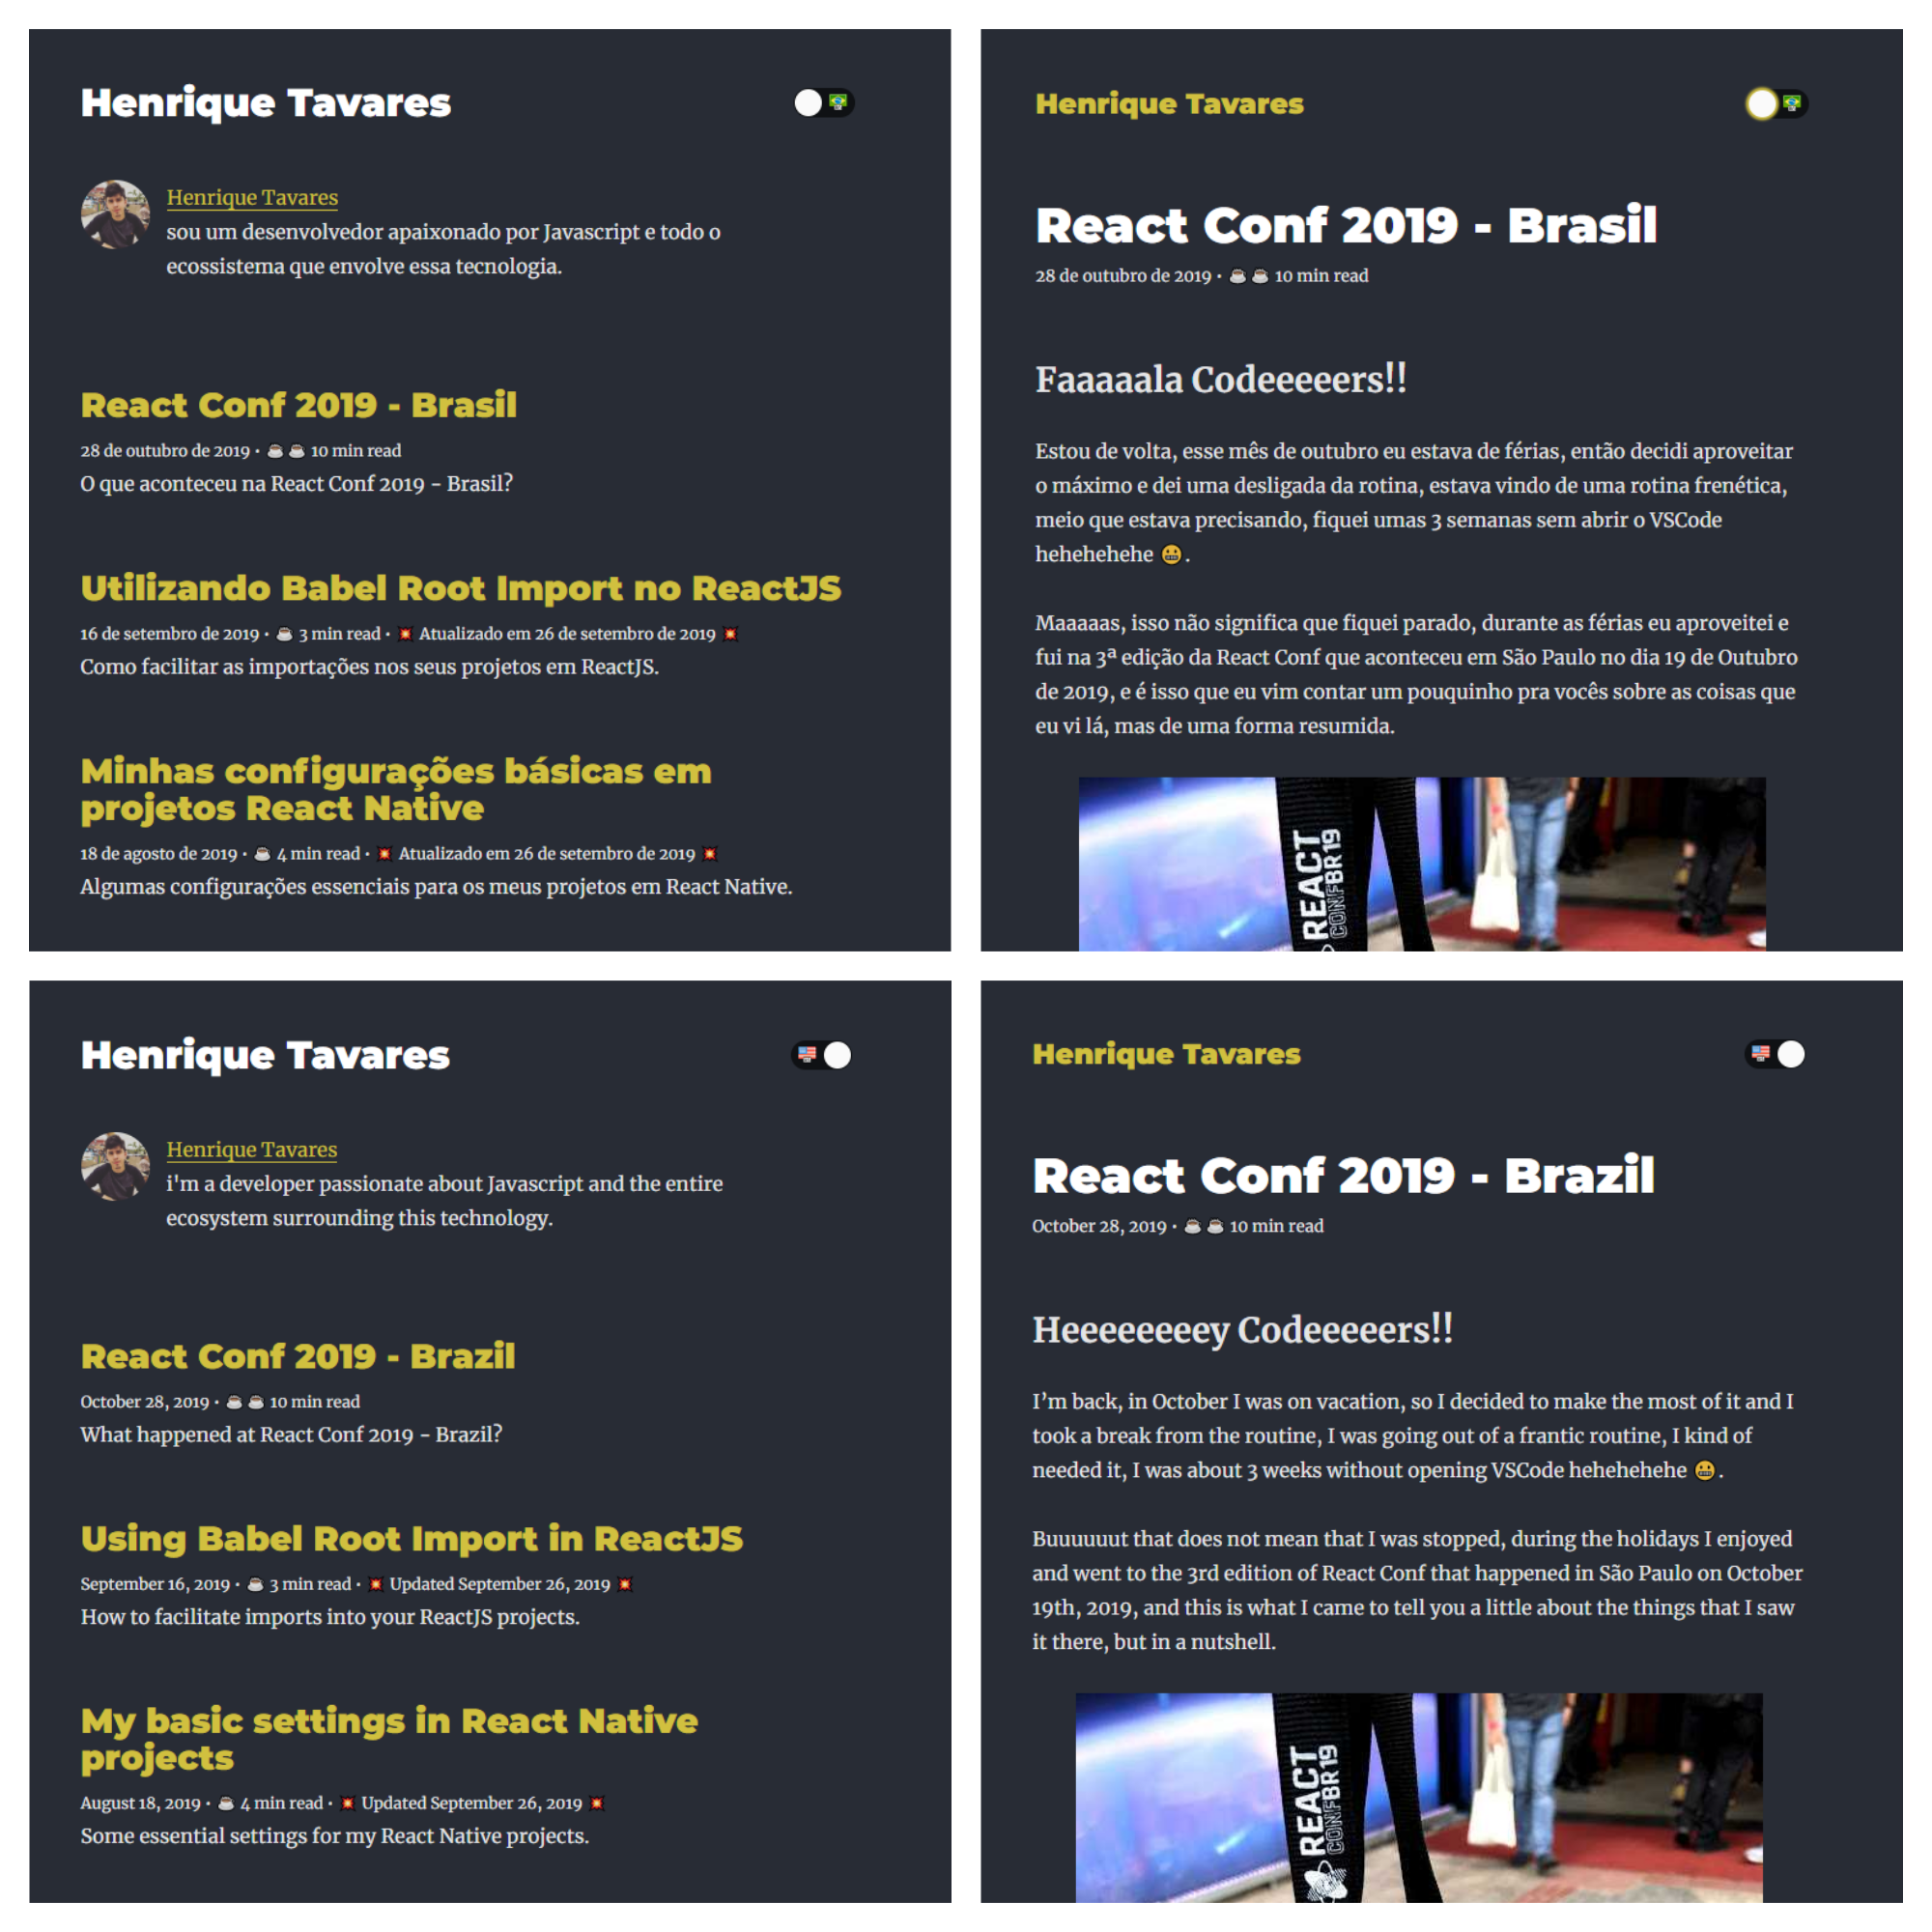 Henrique Tavares
Henrique Tavares
sou um desenvolvedor apaixonado por Javascript e todo o
ecossistema que envolve essa tecnologia.
React Conf 2019 - Brasil
28 de outubro de 2019 • ☕ ☕ 10 min read
O que aconteceu na React Conf 2019 - Brasil?
Utilizando Babel Root Import no ReactJS
16 de setembro de 2019 • ☕ 3 min read • 💥 Atualizado em 26 de setembro de 2019 💥
Como facilitar as importações nos seus projetos em ReactJS.
Minhas configurações básicas em
projetos React Native
18 de agosto de 2019 • ☕ 4 min read • 💥 Atualizado em 26 de setembro de 2019 💥
Algumas configurações essenciais para os meus projetos em React Native.
Henrique Tavares
React Conf 2019 - Brasil
28 de outubro de 2019 • ☕ ☕ 10 min read
Faaaaala Codeeeeers!!
Estou de volta, esse mês de outubro eu estava de férias, então decidi aproveitar
o máximo e dei uma desligada da rotina, estava vindo de uma rotina frenética,
meio que estava precisando, fiquei umas 3 semanas sem abrir o VSCode
hehehehehe 😬.
Maaaaas, isso não significa que fiquei parado, durante as férias eu aproveitei e
fui na 3ª edição da React Conf que aconteceu em São Paulo no dia 19 de Outubro
de 2019, e é isso que eu vim contar um pouquinho pra vocês sobre as coisas que
eu vi lá, mas de uma forma resumida.
REACT
CONFBR19
Henrique Tavares
Henrique Tavares
i'm a developer passionate about Javascript and the entire
ecosystem surrounding this technology.
React Conf 2019 - Brazil
October 28, 2019 • ☕ ☕ 10 min read
What happened at React Conf 2019 - Brazil?
Using Babel Root Import in ReactJS
September 16, 2019 • ☕ 3 min read • 💥 Updated September 26, 2019 💥
How to facilitate imports into your ReactJS projects.
My basic settings in React Native
projects
August 18, 2019 • ☕ 4 min read • 💥 Updated September 26, 2019 💥
Some essential settings for my React Native projects.
Henrique Tavares
React Conf 2019 - Brazil
October 28, 2019 • ☕ ☕ 10 min read
Heeeeeeeey Codeeeeers!!
I’m back, in October I was on vacation, so I decided to make the most of it and I
took a break from the routine, I was going out of a frantic routine, I kind of
needed it, I was about 3 weeks without opening VSCode hehehehehe 😬.
Buuuuuut that does not mean that I was stopped, during the holidays I enjoyed
and went to the 3rd edition of React Conf that happened in São Paulo on October
19th, 2019, and this is what I came to tell you a little about the things that I saw
it there, but in a nutshell.
REACT
CONFBR19